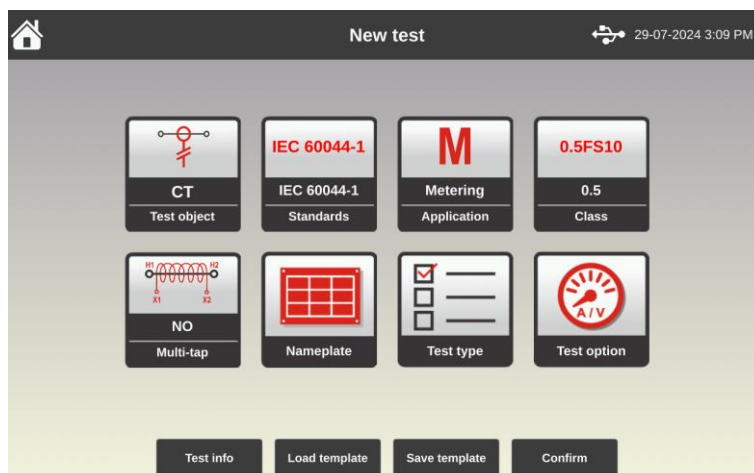 New test
29-07-2024 3:09 PM
CT
Test object
IEC 60044-1
IEC 60044-1
Standards
M
Metering
Application
0.5FS10
0.5
Class
H1 H2
X1 X2
NO
Multi-tap
Nameplate
Test type
A/V
Test option
Test info
Load template
Save template
Confirm